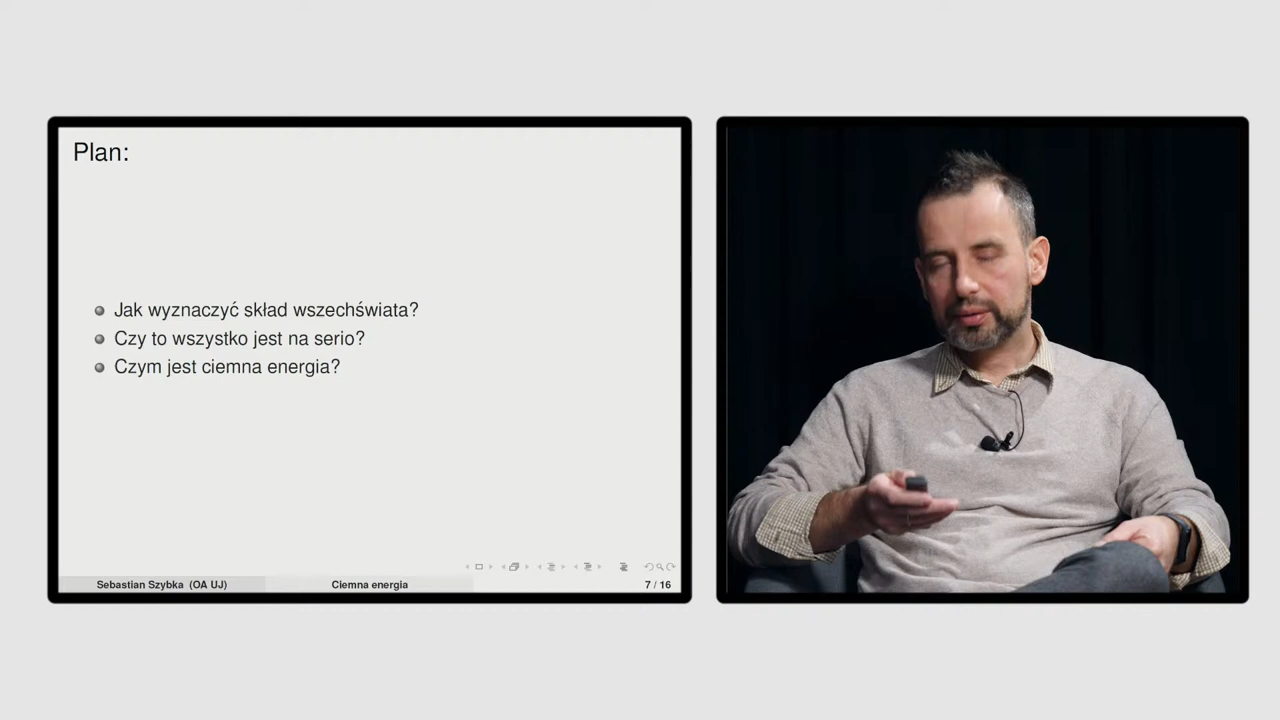 Plan:
Jak wyznaczyć skład wszechświata?
Czy to wszystko jest na serio?
Czym jest ciemna energia?
Sebastian Szybka (OA UJ)
Ciemna energia
7 / 16